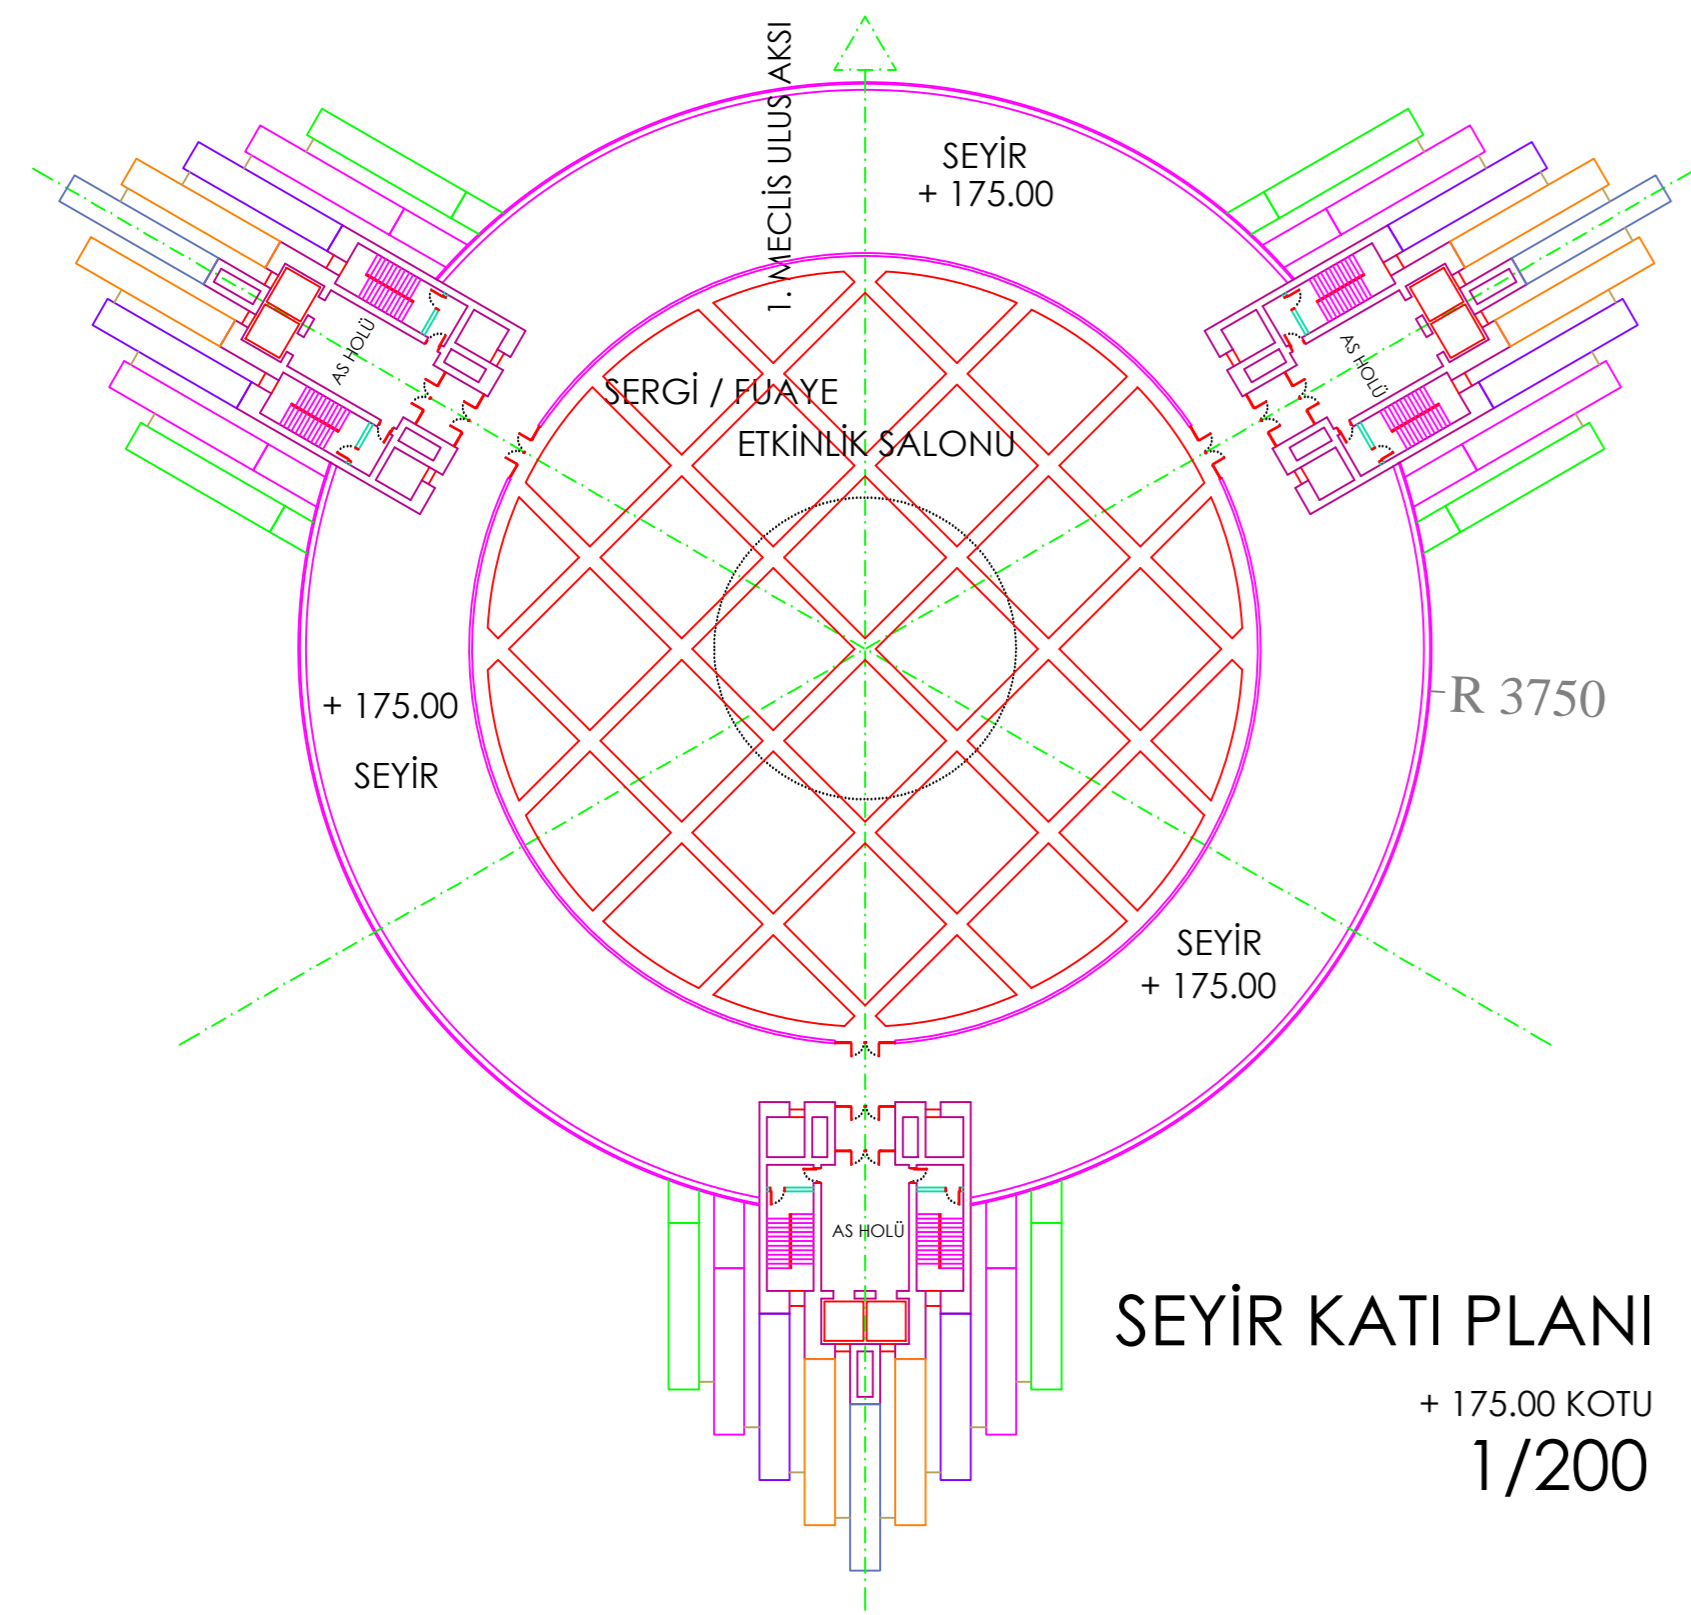 1. MECLİS ULUS AKSI
SEYİR
+ 175.00
AS HOLÜ
AS HOLÜ
SERGİ / FUAYE
ETKİNLİK SALONU
+ 175.00
SEYİR
R 3750
SEYİR
+ 175.00
AS HOLÜ
SEYİR KATI PLANI
+ 175.00 KOTU
1/200